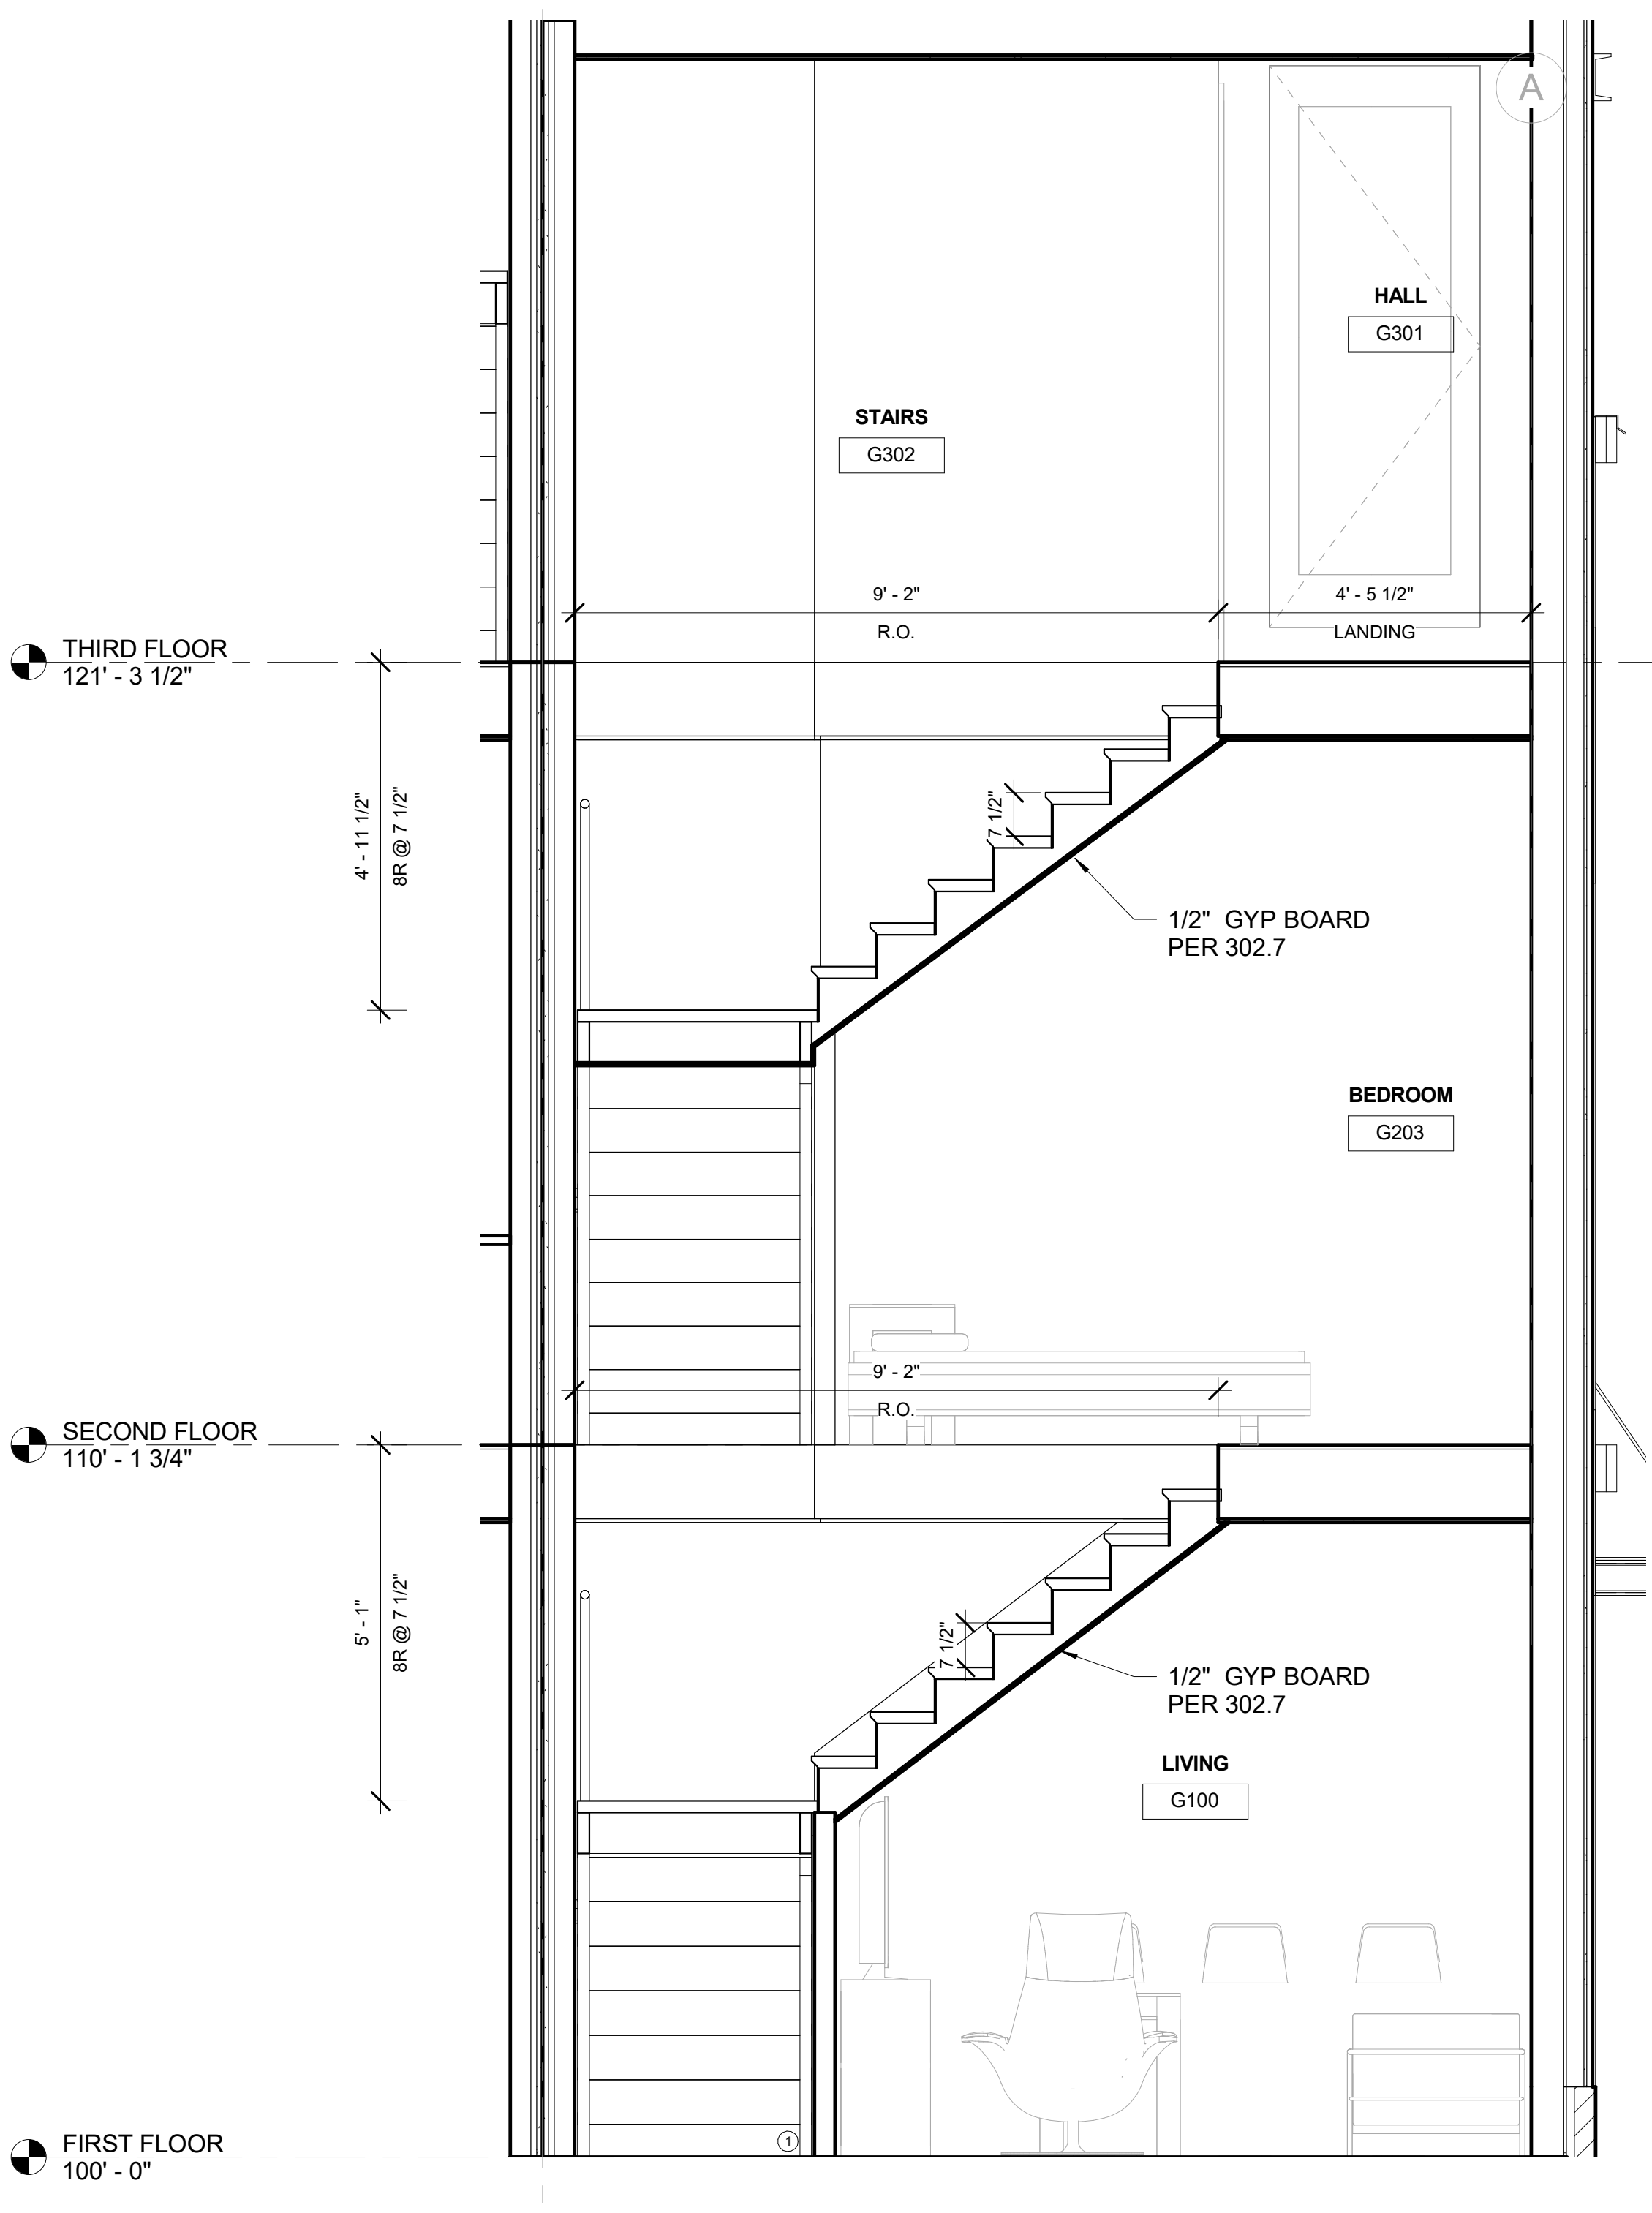 A
HALL
G301
STAIRS
G302
9' - 2"
4' - 5 1/2"
R.O.
LANDING
THIRD FLOOR
121' - 3 1/2"
4' - 11 1/2"
8R @ 7 1/2"
7 1/2"
1/2" GYP BOARD
PER 302.7
BEDROOM
G203
9' - 2"
R.O.
SECOND FLOOR
110' - 1 3/4"
5' - 1"
8R @ 7 1/2"
7 1/2"
1/2" GYP BOARD
PER 302.7
LIVING
G100
1
FIRST FLOOR
100' - 0"